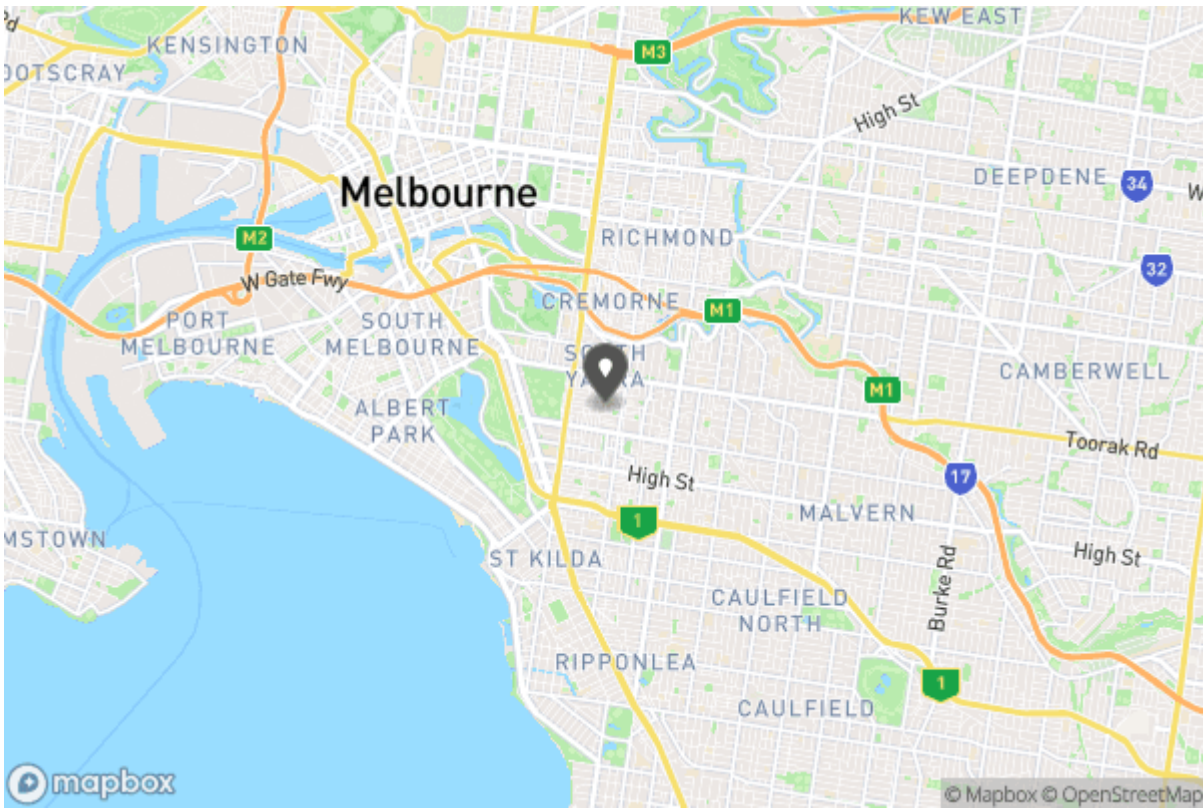 KEW EAST
KENSINGTON
M3
Rd
OOTSCRAY
High St
DEEPDENE
34
W
Melbourne
M2
RICHMOND
32
W Gate Fwy
CREMORNE
M1
PORT
MELBOURNE
SOUTH
MELBOURNE
SOUTH
YARRA
CAMBERWELL
M1
ALBERT
PARK
Toorak Rd
High St
17
MALVERN
1
MSTOWN
ST KILDA
High St
Burke Rd
CAULFIELD
NORTH
RIPPONLEA
1
CAULFIELD
mapbox
© Mapbox © OpenStreetMap